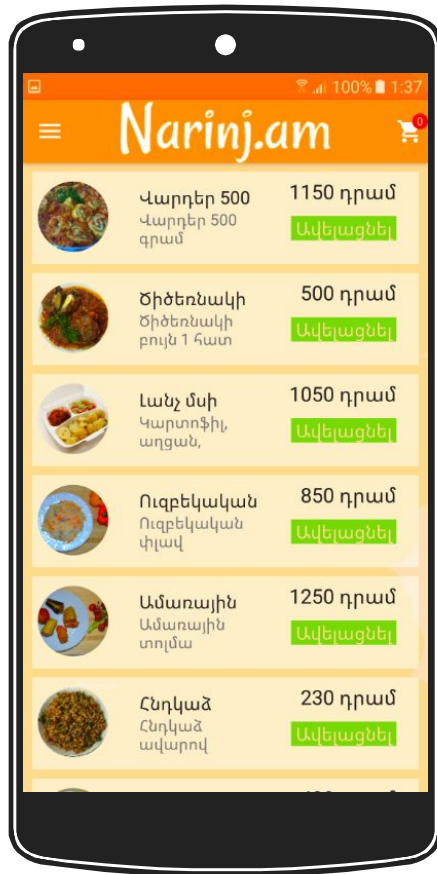 100% 1:37
Narinj.am
0
Վարդեր 500
1150 դրամ
Վարդեր 500
գրամ
Ավելացնել
Ծիծեռնակի
500 դրամ
Ծիծեռնակի
բույն 1 հատ
Ավելացնել
Լանչ մսի
1050 դրամ
Կարտոֆիլ,
աղցան,
Ավելացնել
Ուզբեկական
850 դրամ
Ուզբեկական
փլավ
Ավելացնել
Ամառային
1250 դրամ
Ամառային
տոլմա
Ավելացնել
Հնդկաձ
230 դրամ
Հնդկաձ
ավարով
Ավելացնել